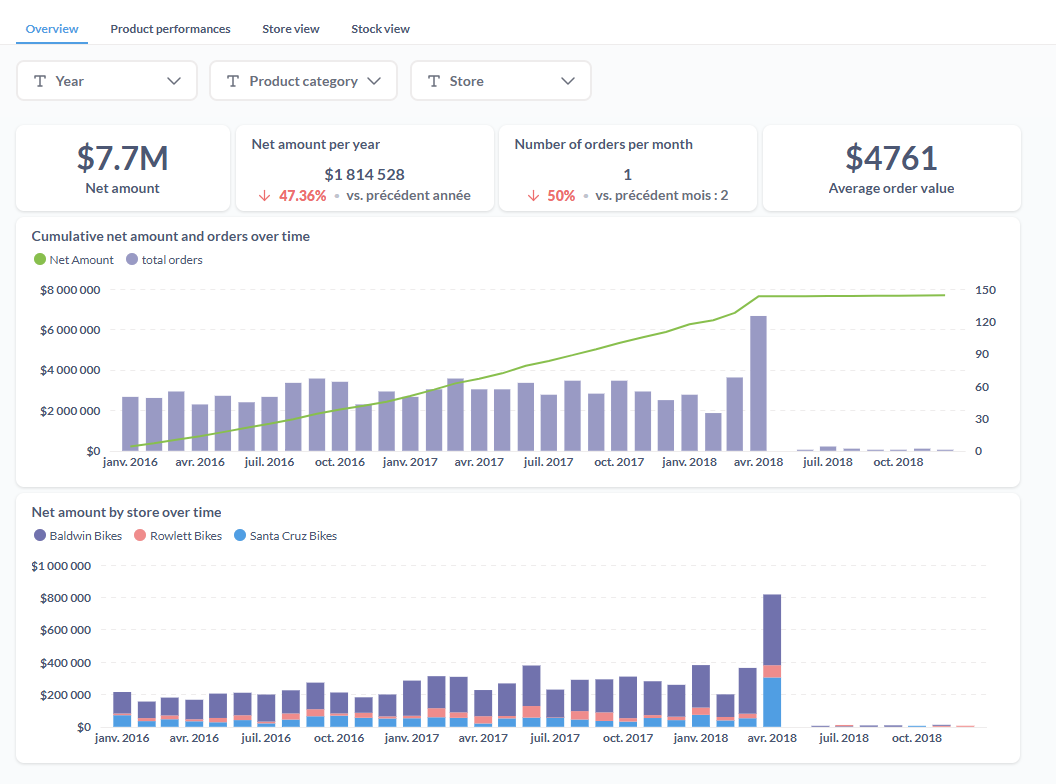 Overview Product performances Store view Stock view
Year Product category Store
$7.7M
Net amount
Net amount per year
$1 814 528
47.36% • vs. précédent année
Number of orders per month
1
50% • vs. précédent mois : 2
$4761
Average order value
Cumulative net amount and orders over time
Net Amount total orders
$8 000 000 150
120
$6 000 000
90
$4 000 000
60
$2 000 000
30
$0 0
janv. 2016 avr. 2016 juil. 2016 oct. 2016 janv. 2017 avr. 2017 juil. 2017 oct. 2017 janv. 2018 avr. 2018 juil. 2018 oct. 2018
Net amount by store over time
Baldwin Bikes Rowlett Bikes Santa Cruz Bikes
$1 000 000
$800 000
$600 000
$400 000
$200 000
$0
janv. 2016 avr. 2016 juil. 2016 oct. 2016 janv. 2017 avr. 2017 juil. 2017 oct. 2017 janv. 2018 avr. 2018 juil. 2018 oct. 2018